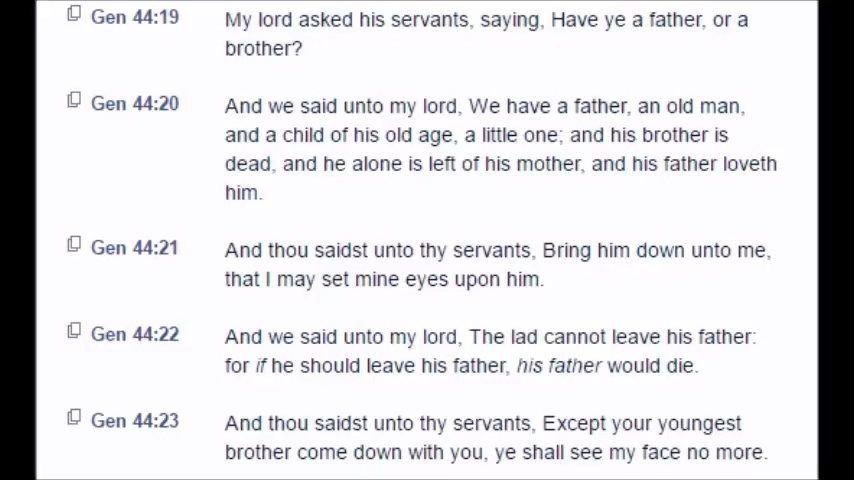 Gen 44:19 My lord asked his servants, saying, Have ye a father, or a
brother?
Gen 44:20 And we said unto my lord, We have a father, an old man,
and a child of his old age, a little one; and his brother is
dead, and he alone is left of his mother, and his father loveth
him.
Gen 44:21 And thou saidst unto thy servants, Bring him down unto me,
that I may set mine eyes upon him.
Gen 44:22 And we said unto my lord, The lad cannot leave his father:
for if he should leave his father, his father would die.
Gen 44:23 And thou saidst unto thy servants, Except your youngest
brother come down with you, ye shall see my face no more.